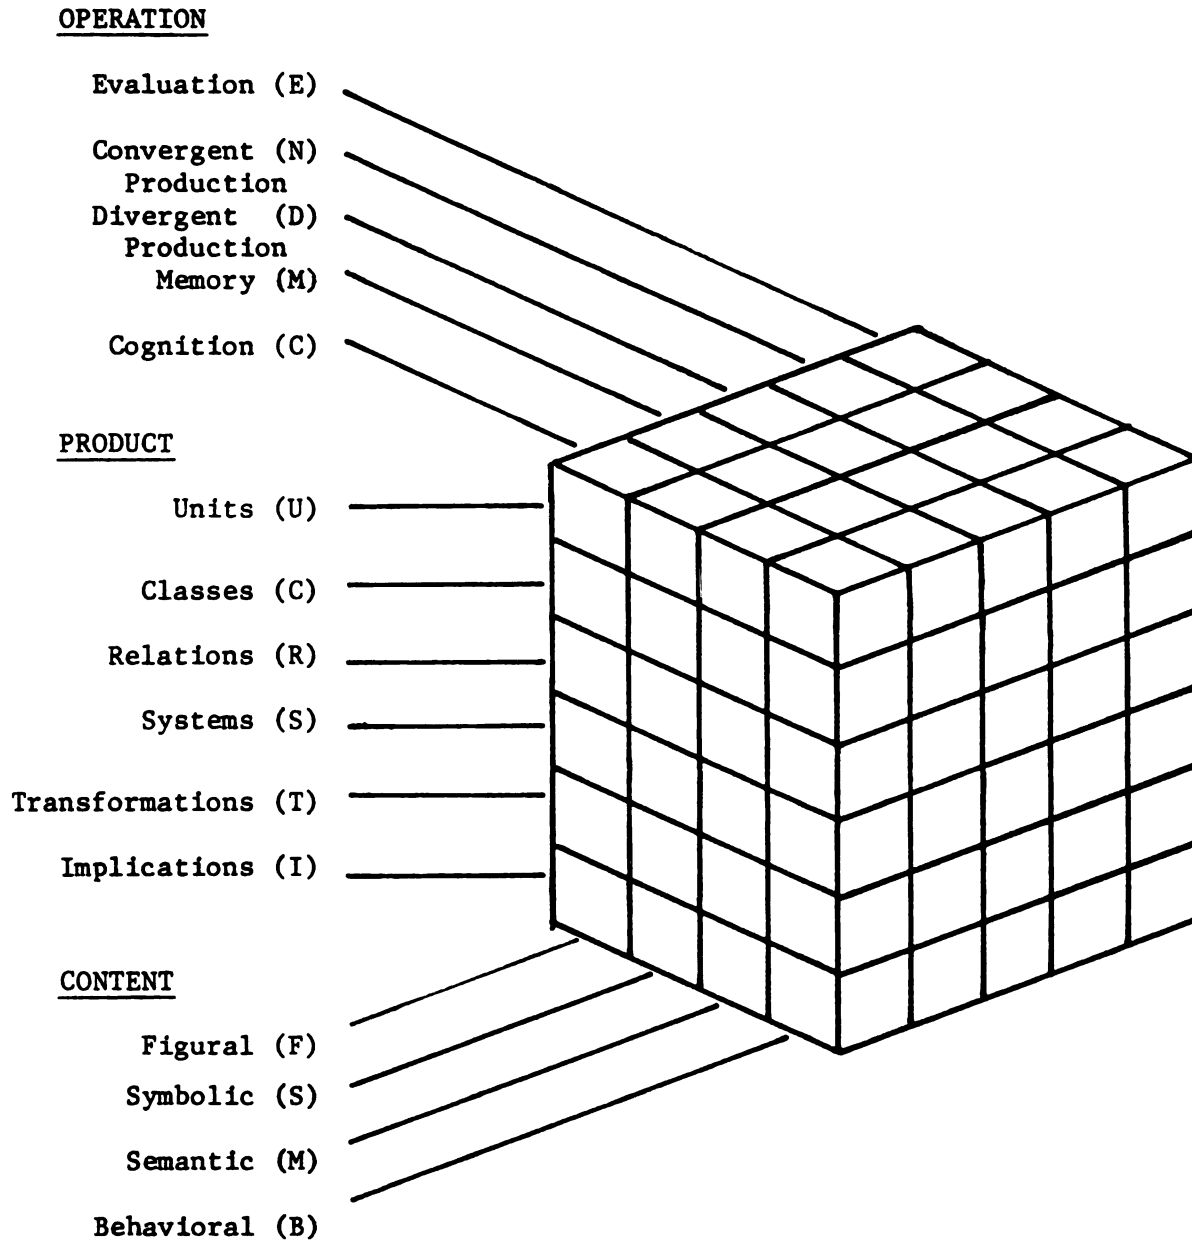 OPERATION
Evaluation (E)
Convergent (N)
Production
Divergent (D)
Production
Memory (M)
Cognition (C)
PRODUCT
Units (U)
Classes (C)
Relations (R)
Systems (S)
Transformations (T)
Implications (I)
CONTENT
Figural (F)
Symbolic (S)
Semantic (M)
Behavioral (B)